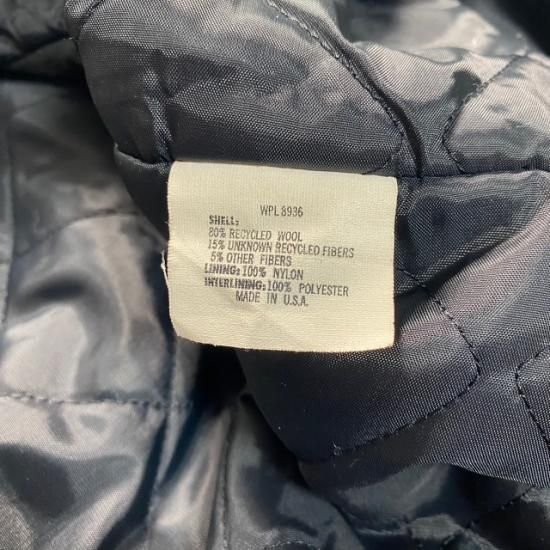 WPL 8936
SHELL:
80% RECYCLED WOOL
15% UNKNOWN RECYCLED FIBERS
5% OTHER FIBERS
LINING: 100% NYLON
INTERLINING: 100% POLYESTER
MADE IN U.S.A.